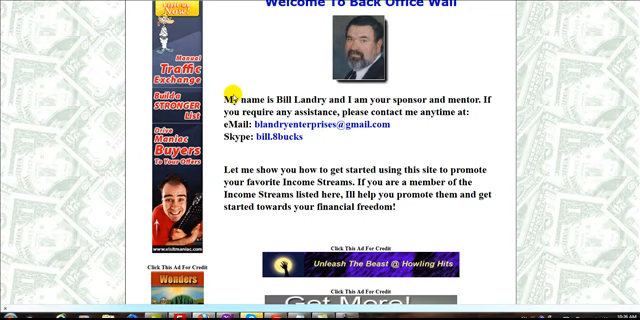 Welcome To Back Office Wall
Manual
Traffic
Exchange
Build a
STRONGER
List
Drive
Maniac
Buyers
To Your Offers
www.visitmaniac.com
My name is Bill Landry and I am your sponsor and mentor. If
you require any assistance, please contact me anytime at:
eMail: blandryenterprises@gmail.com
Skype: bill.8bucks
Let me show you how to get started using this site to promote
your favorite Income Streams. If you are a member of the
Income Streams listed here, Ill help you promote them and get
started towards your financial freedom!
Click This Ad For Credit
Unleash The Beast @ Howling Hits
Click This Ad For Credit
Wonders
Click This Ad For Credit
Get More!
10:26 AM